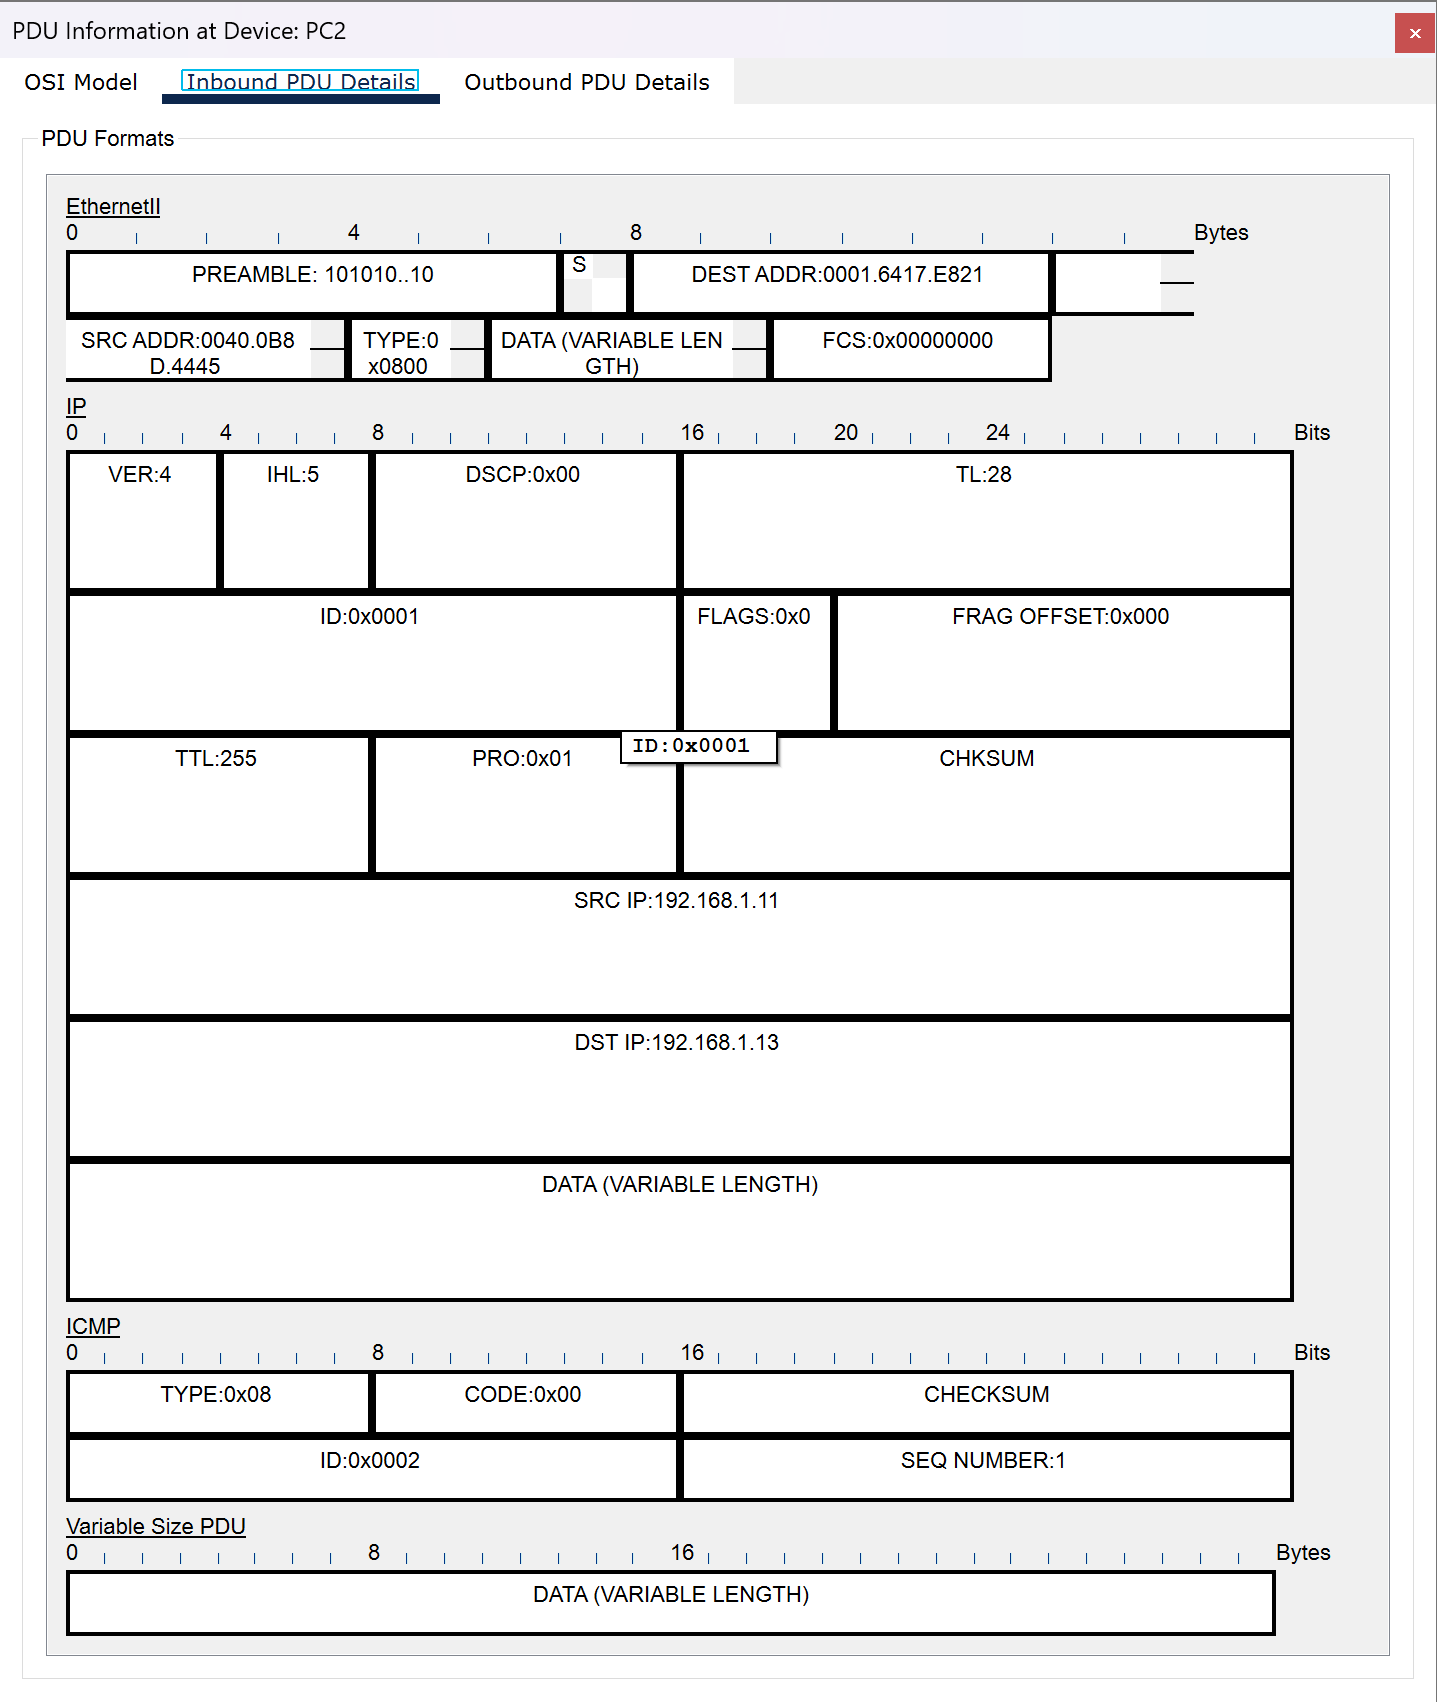 PDU Information at Device: PC2
OSI Model Inbound PDU Details Outbound PDU Details
PDU Formats
EthernetII
0 4 8 Bytes
PREAMBLE: 101010..10 S DEST ADDR:0001.6417.E821
SRC ADDR:0040.0B8 TYPE:0 DATA (VARIABLE LEN FCS:0x00000000
D.4445 x0800 GTH)
IP
0 4 8 16 20 24 Bits
VER:4 IHL:5 DSCP:0x00 TL:28
ID:0x0001 FLAGS:0x0 FRAG OFFSET:0x000
ID:0x0001
TTL:255 PRO:0x01 CHKSUM
SRC IP:192.168.1.11
DST IP:192.168.1.13
DATA (VARIABLE LENGTH)
ICMP
0 8 16 Bits
TYPE:0x08 CODE:0x00 CHECKSUM
ID:0x0002 SEQ NUMBER:1
Variable Size PDU
0 8 16 Bytes
DATA (VARIABLE LENGTH)